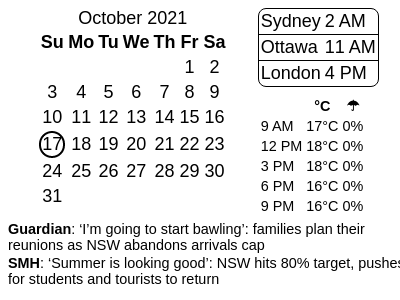 October 2021
Su Mo Tu We Th Fr Sa
1 2
3 4 5 6 7 8 9
10 11 12 13 14 15 16
17 18 19 20 21 22 23
24 25 26 27 28 29 30
31
Sydney 2 AM
Ottawa 11 AM
London 4 PM
°C ☂
9 AM 17°C 0%
12 PM 18°C 0%
3 PM 18°C 0%
6 PM 16°C 0%
9 PM 16°C 0%
Guardian: ‘I’m going to start bawling’: families plan their
reunions as NSW abandons arrivals cap
SMH: ‘Summer is looking good’: NSW hits 80% target, pushes
for students and tourists to return